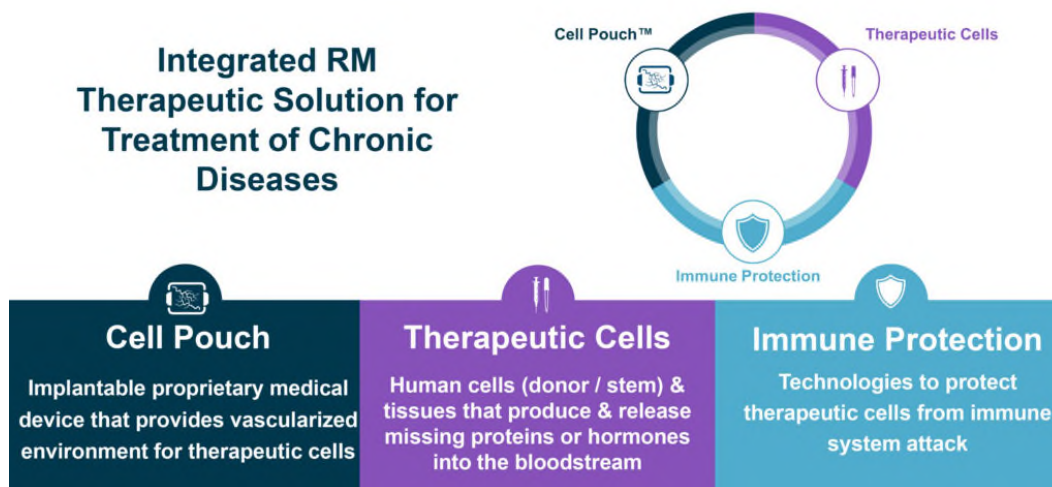 Integrated RM
Therapeutic Solution for
Treatment of Chronic
Diseases
Cell Pouch™
Therapeutic Cells
Immune Protection
Cell Pouch
Implantable proprietary medical
device that provides vascularized
environment for therapeutic cells
Therapeutic Cells
Human cells (donor / stem) &
tissues that produce & release
missing proteins or hormones
into the bloodstream
Immune Protection
Technologies to protect
therapeutic cells from immune
system attack